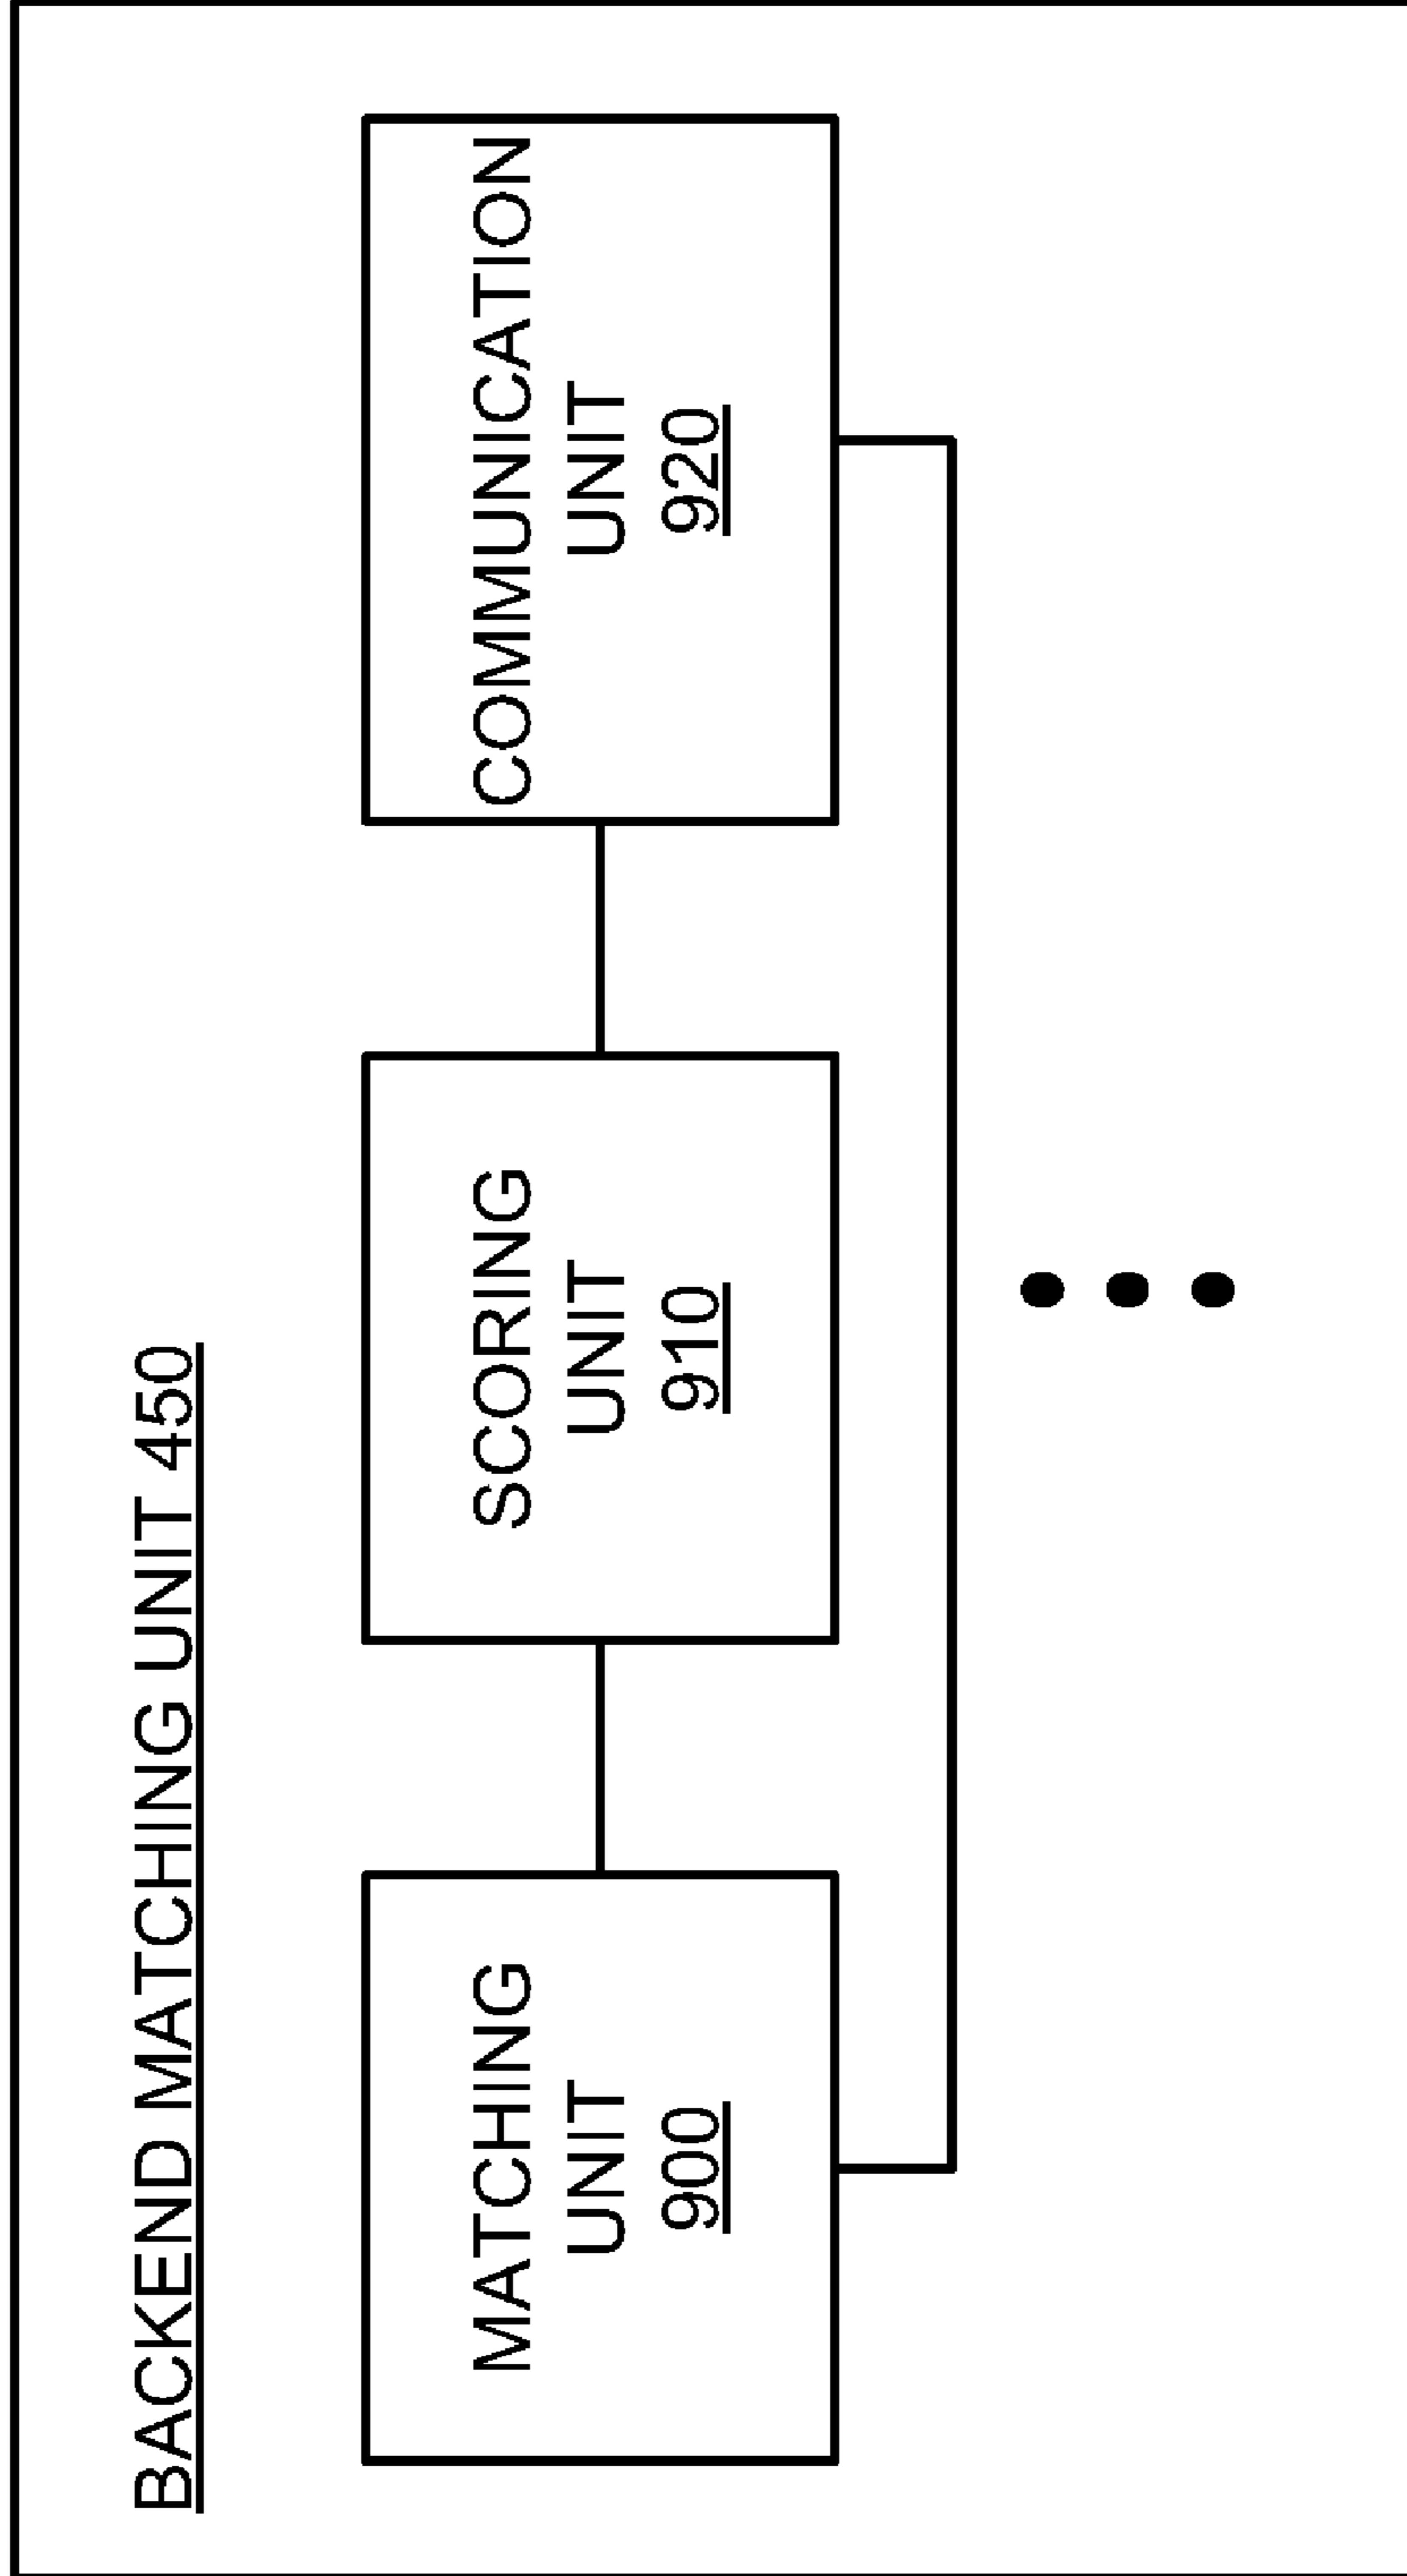 BACKEND MATCHING UNIT 450
MATCHING
UNIT
900
SCORING
UNIT
910
COMMUNICATION
UNIT
920